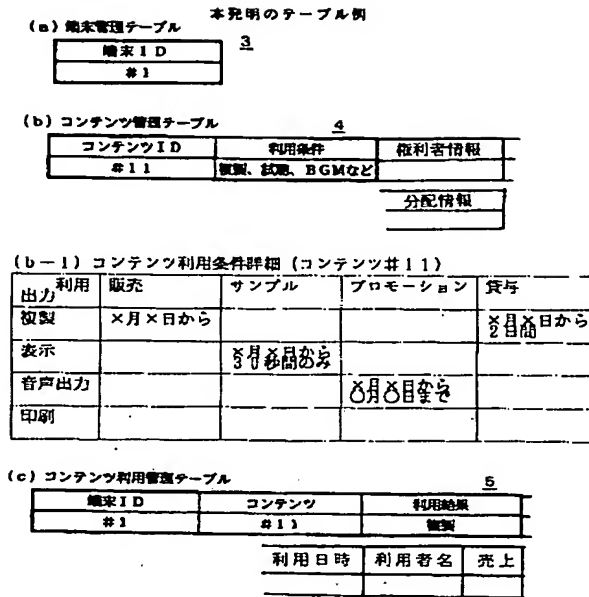 本発明のテーブル例
(a) 端末管理テーブル
3
端末ID
#1
(b) コンテンツ管理テーブル
4
コンテンツID 利用条件 権利者情報
#11 複製、試聴、BGMなど
分配情報
(b-1) コンテンツ利用条件詳細 (コンテンツ#11)
利用 販売 サンプル プロモーション 貸与
出力
複製 ×月×日から ×月×日から
2日間
表示 ×月×日から
30秒間のみ
音声出力 ×月×日から
〇月〇日まで
印刷
(c) コンテンツ利用管理テーブル
5
端末ID コンテンツ 利用結果
#1 #11 複製
利用日時 利用者名 売上